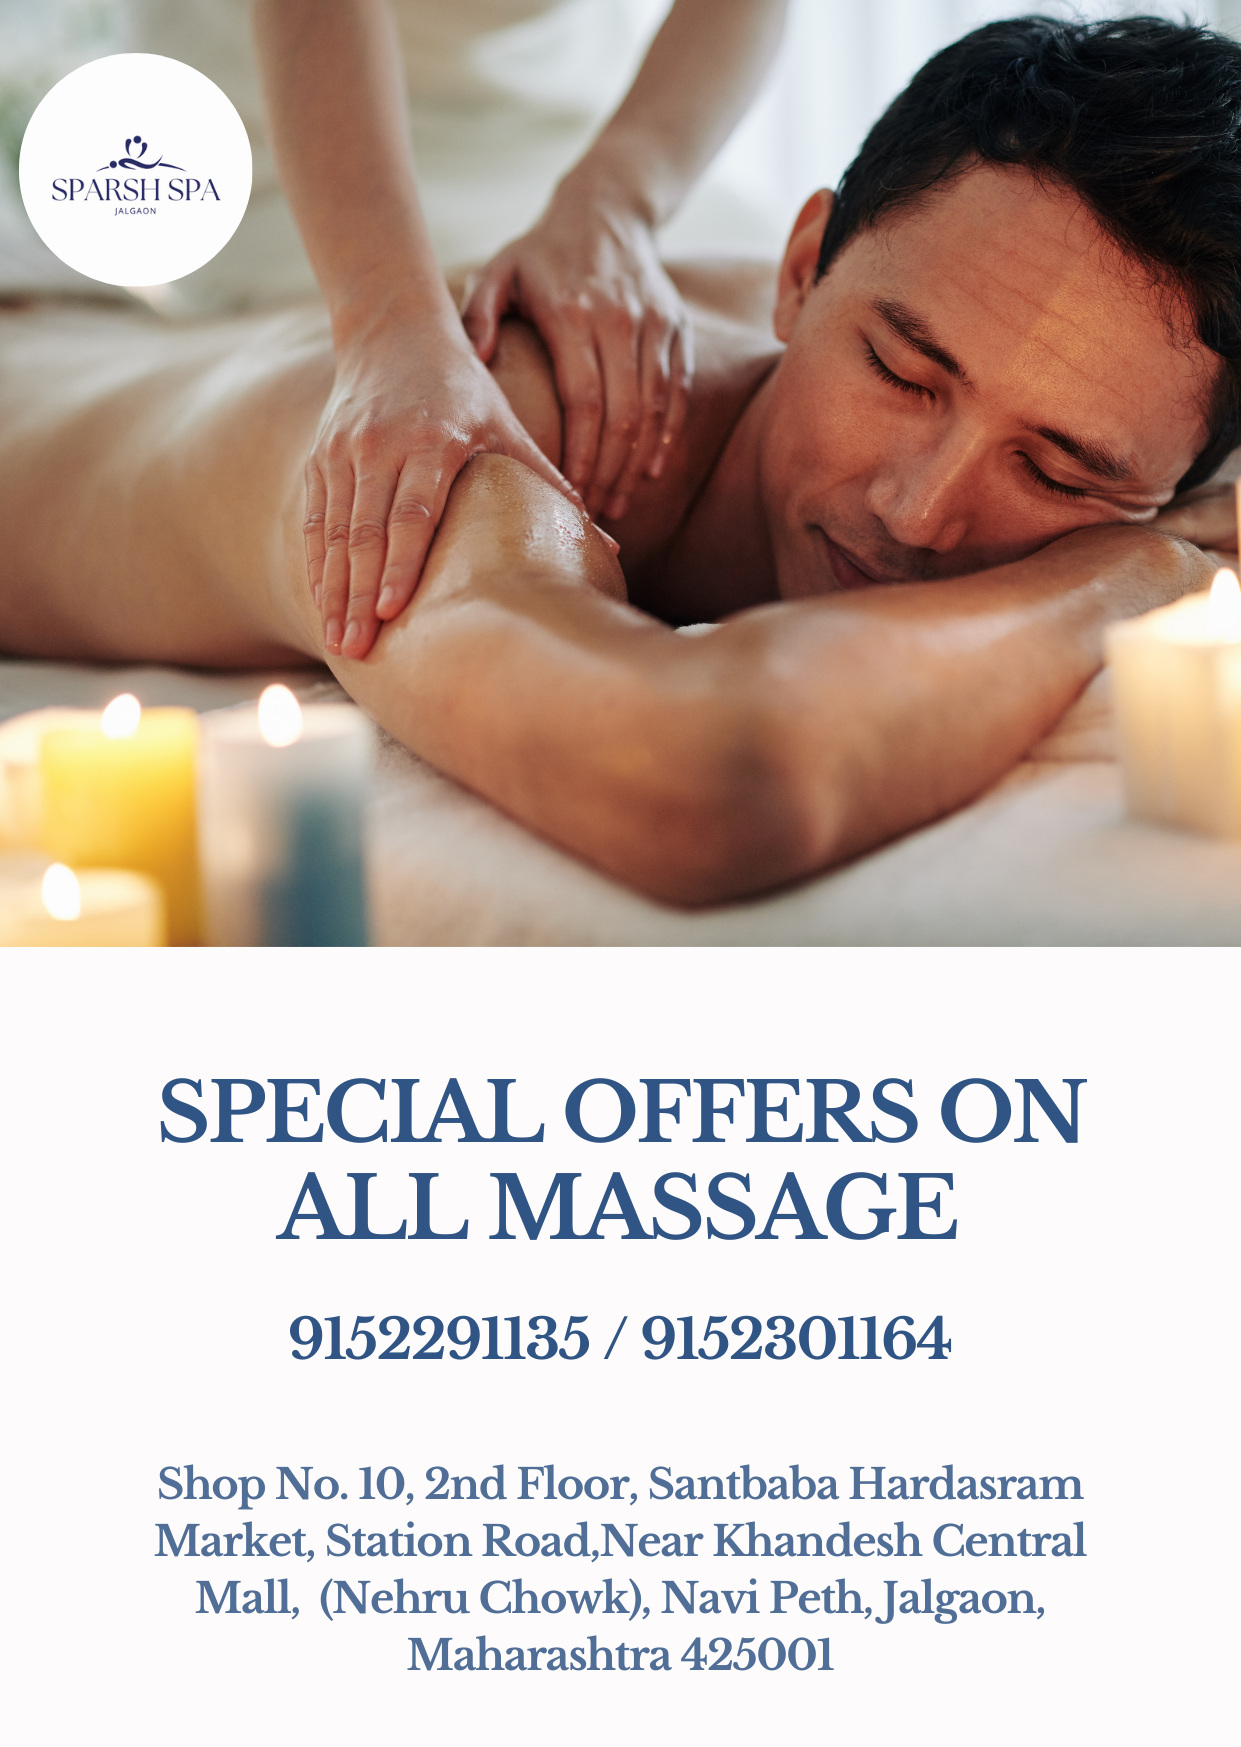 SPARSH SPA
JALGAON
SPECIAL OFFERS ON
ALL MASSAGE
9152291135 / 9152301164
Shop No. 10, 2nd Floor, Santbaba Hardasram
Market, Station Road,Near Khandesh Central
Mall,  (Nehru Chowk), Navi Peth, Jalgaon,
Maharashtra 425001